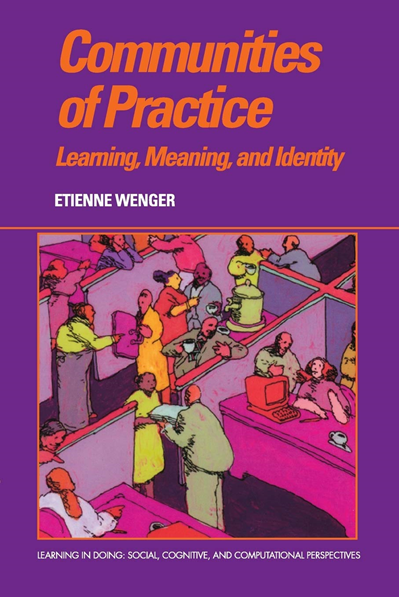 Communities
of Practice
Learning, Meaning, and Identity
ETIENNE WENGER
LEARNING IN DOING: SOCIAL, COGNITIVE, AND COMPUTATIONAL PERSPECTIVES